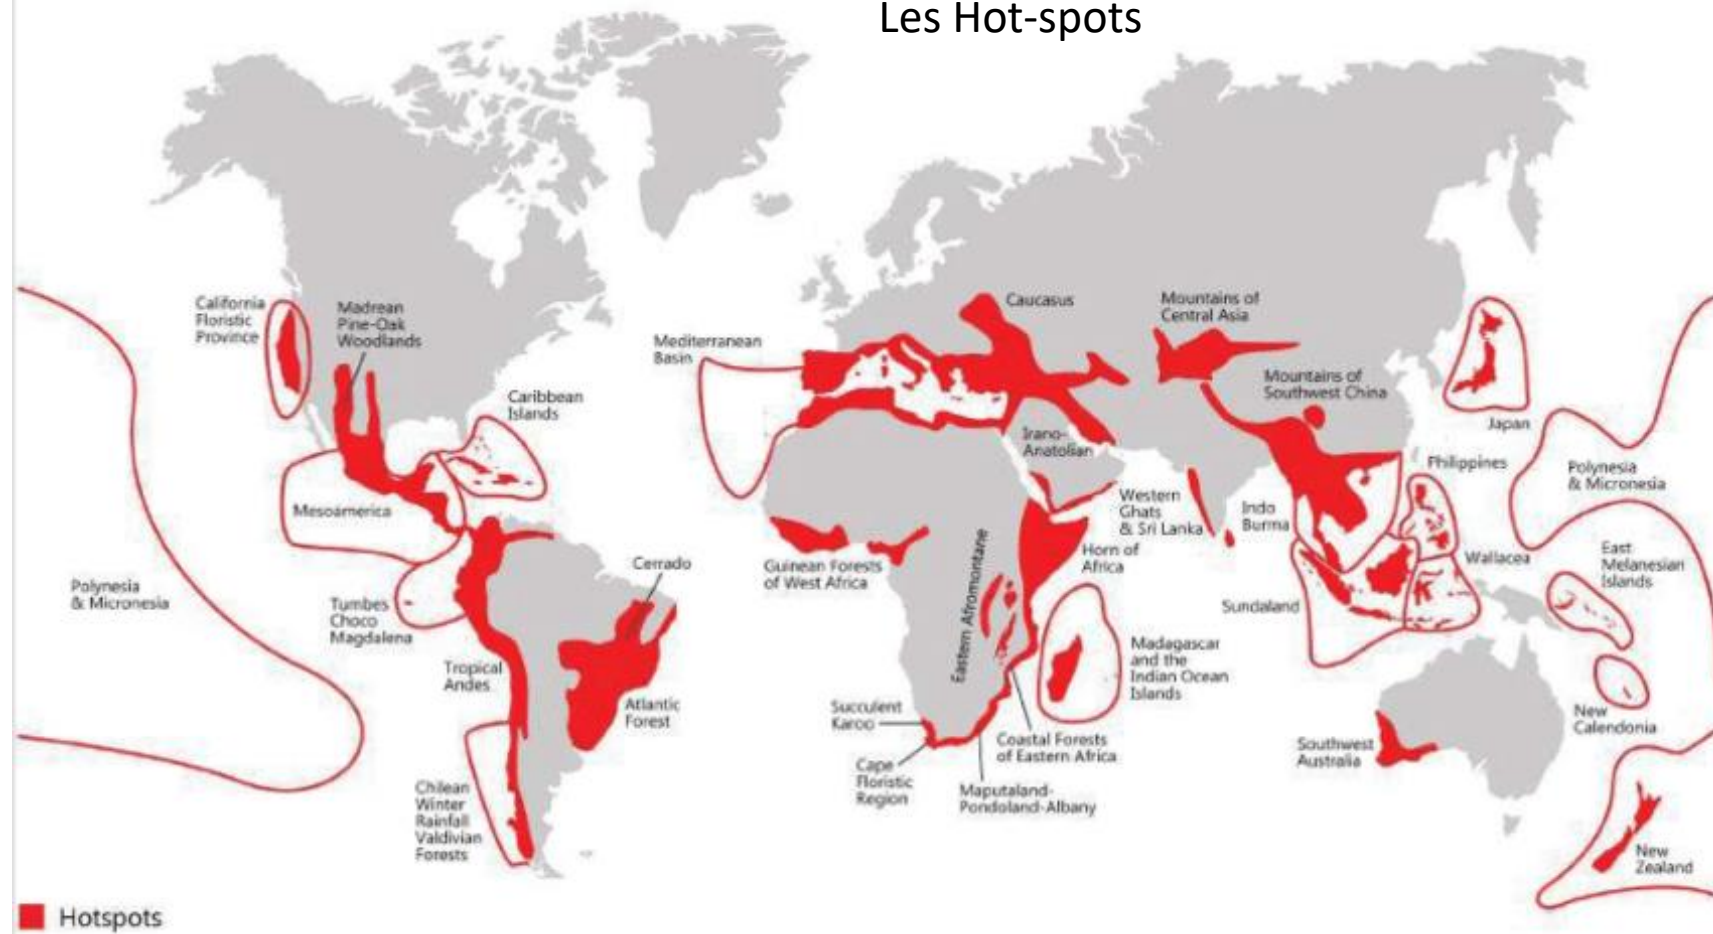 Les Hot-spots
California
Floristic
Province
Madrean
Pine-Oak
Woodlands
Caribbean
Islands
Mesoamerica
Polynesia
& Micronesia
Tumbes
Choco
Magdalena
Tropical
Andes
Cerrado
Atlantic
Forest
Chilean
Winter
Rainfall
Valdivian
Forests
Mediterranean
Basin
Caucasus
Mountains of
Central Asia
Mountains of
Southwest China
Japan
Irano-
Anatolian
Philippines
Polynesia
& Micronesia
Western
Ghats
& Sri Lanka
Indo
Burma
Guinean Forests
of West Africa
Eastern Afromontane
Horn of
Africa
Wallacea
East
Melanesian
Islands
Sundaland
Madagascar
and the
Indian Ocean
Islands
Succulent
Karoo
Cape
Floristic
Region
Coastal Forests
of Eastern Africa
Maputaland-
Pondoland-Albany
Southwest
Australia
New
Calendonia
New
Zealand
Hotspots